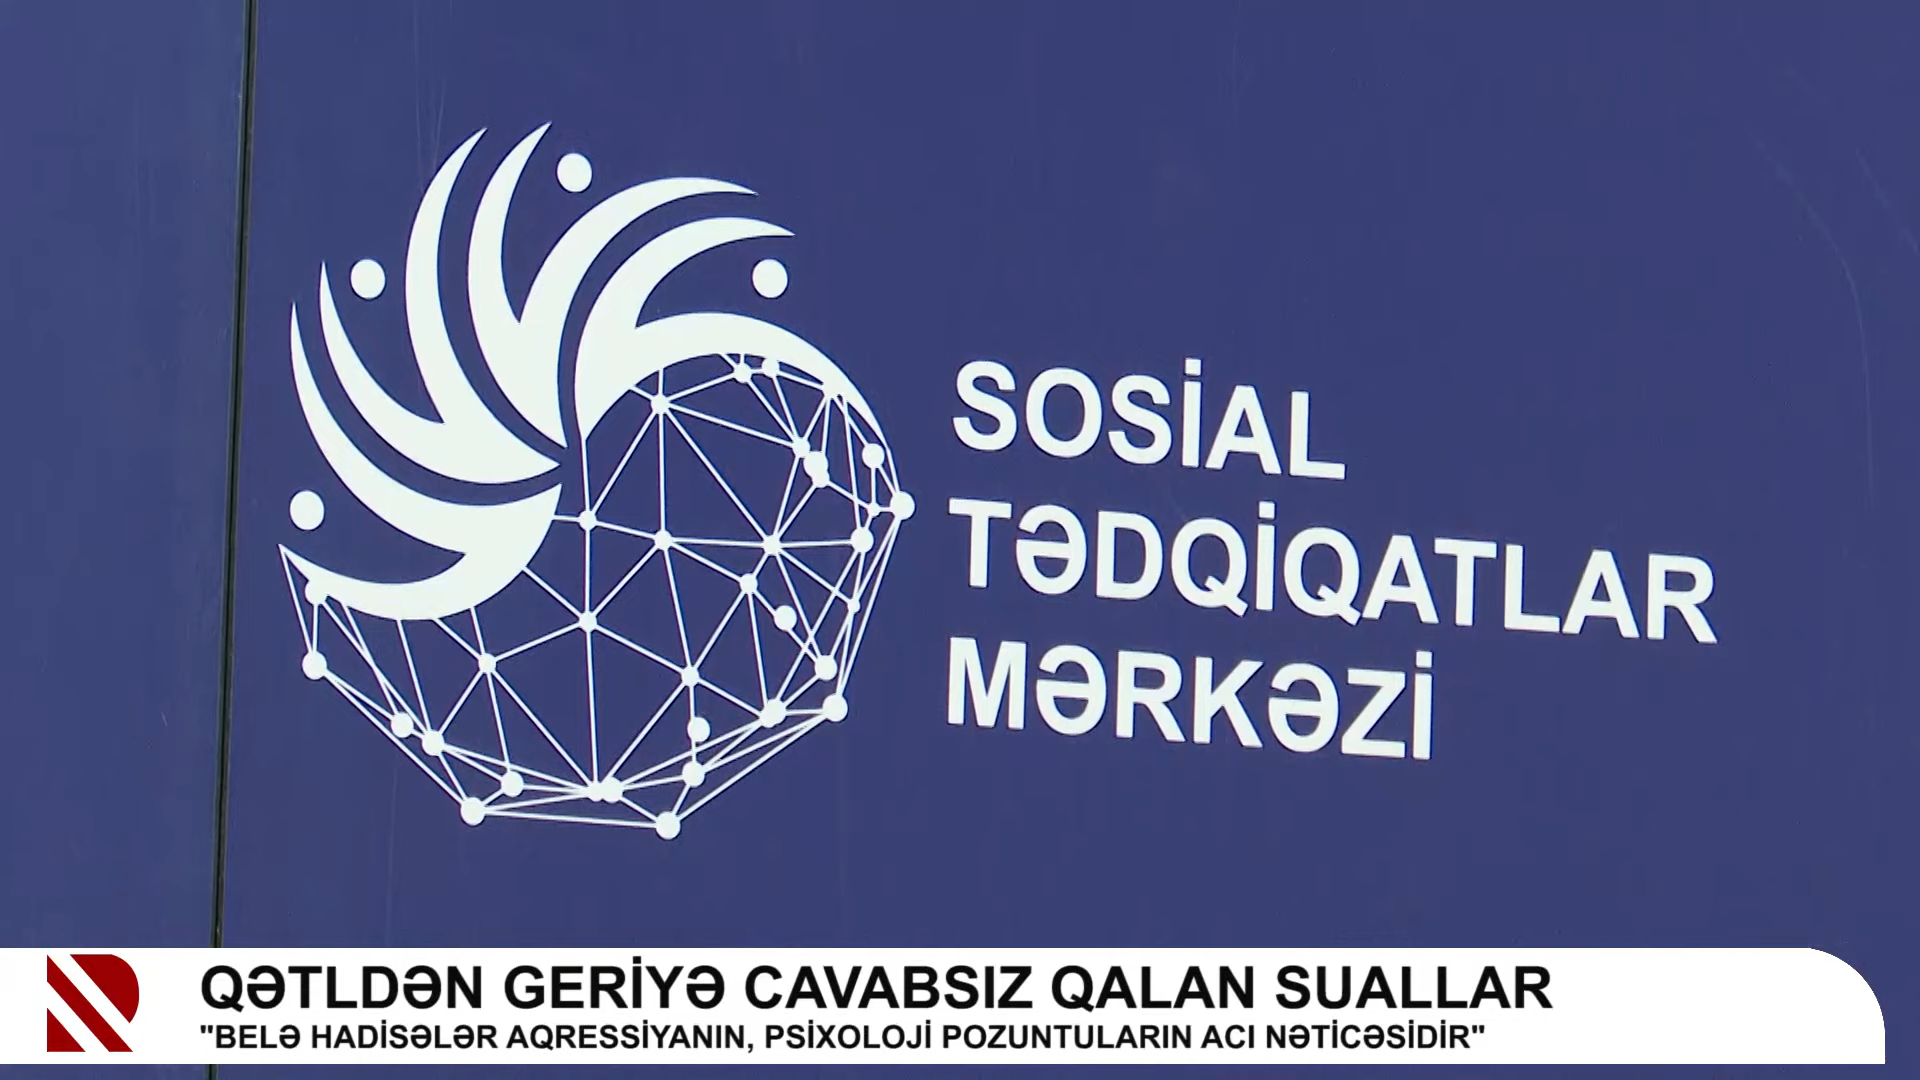 SOSİAL
TƏDQİQATLAR
MƏRKƏZİ
QƏTLDƏN GERİYƏ CAVABSIZ QALAN SUALLAR
"BELƏ HADİSƏLƏR AQRESSİYANIN, PSİXOLOJİ POZUNTULARIN ACI NƏTİCƏSİDİR"